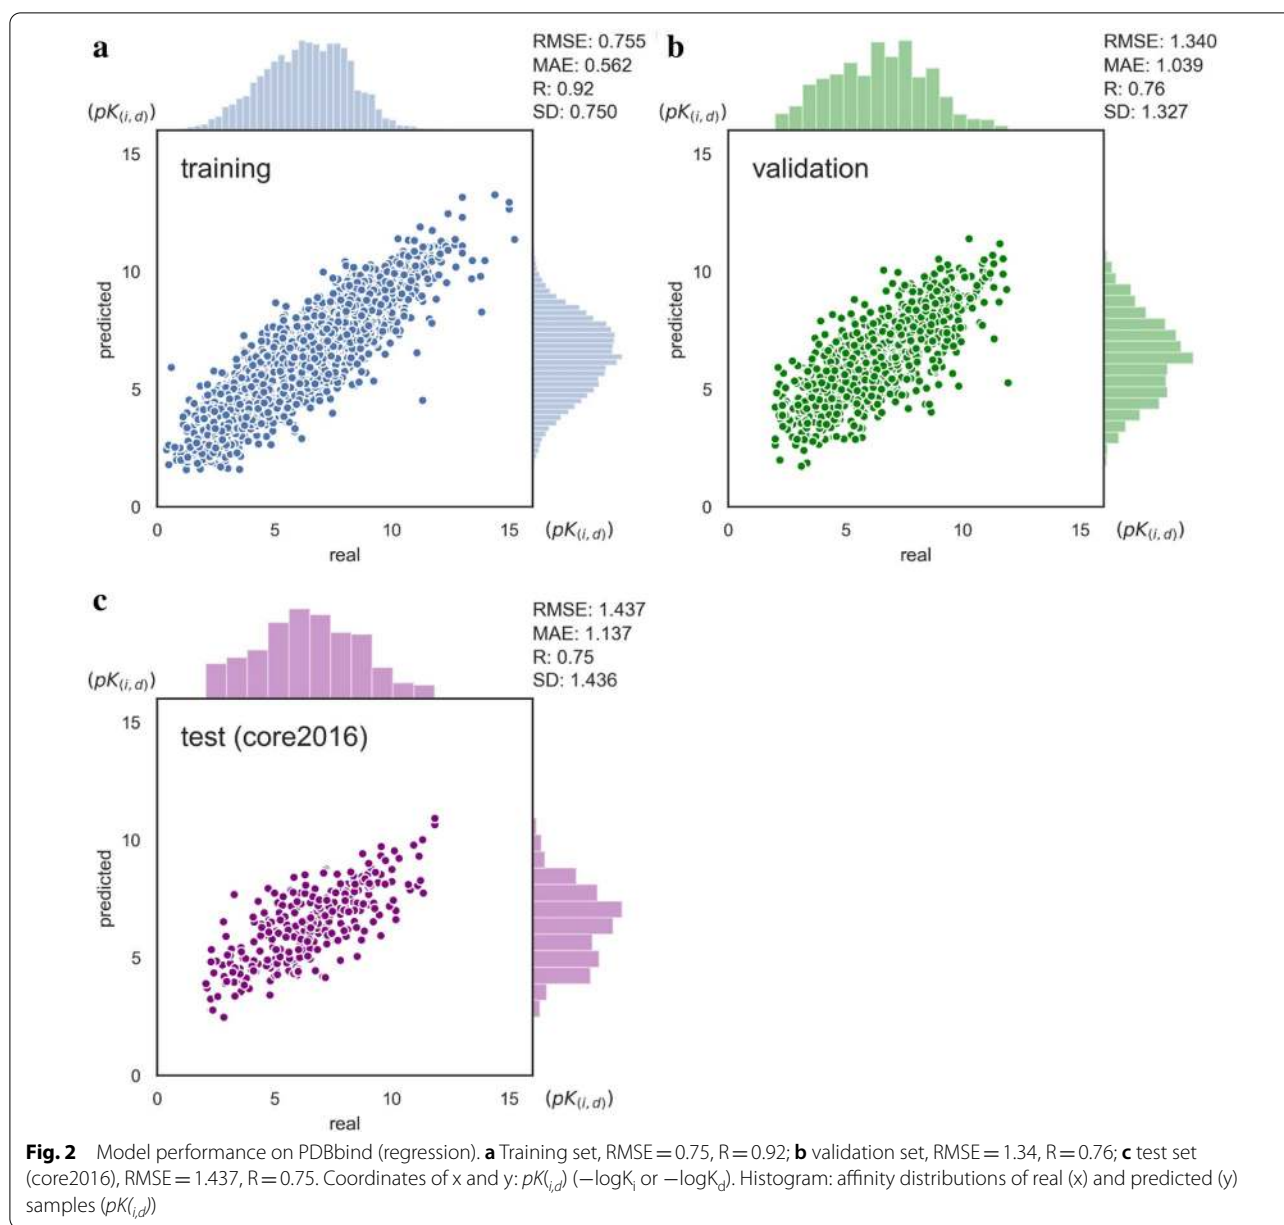 a
RMSE: 0.755
MAE: 0.562
R: 0.92
SD: 0.750
(pK(i, d))
training
15
10
5
0
predicted
0 5 10 15
(pK(i, d))
real
b
RMSE: 1.340
MAE: 1.039
R: 0.76
SD: 1.327
(pK(i, d))
validation
15
10
5
0
predicted
0 5 10 15
(pK(i, d))
real
c
RMSE: 1.437
MAE: 1.137
R: 0.75
SD: 1.436
(pK(i, d))
test (core2016)
15
10
5
0
predicted
0 5 10 15
(pK(i, d))
real
Fig. 2 Model performance on PDBbind (regression). a Training set, RMSE = 0.75, R = 0.92; b validation set, RMSE = 1.34, R = 0.76; c test set
(core2016), RMSE = 1.437, R = 0.75. Coordinates of x and y: pK(i,d) (−logKi or −logKd). Histogram: affinity distributions of real (x) and predicted (y)
samples (pK(i,d))